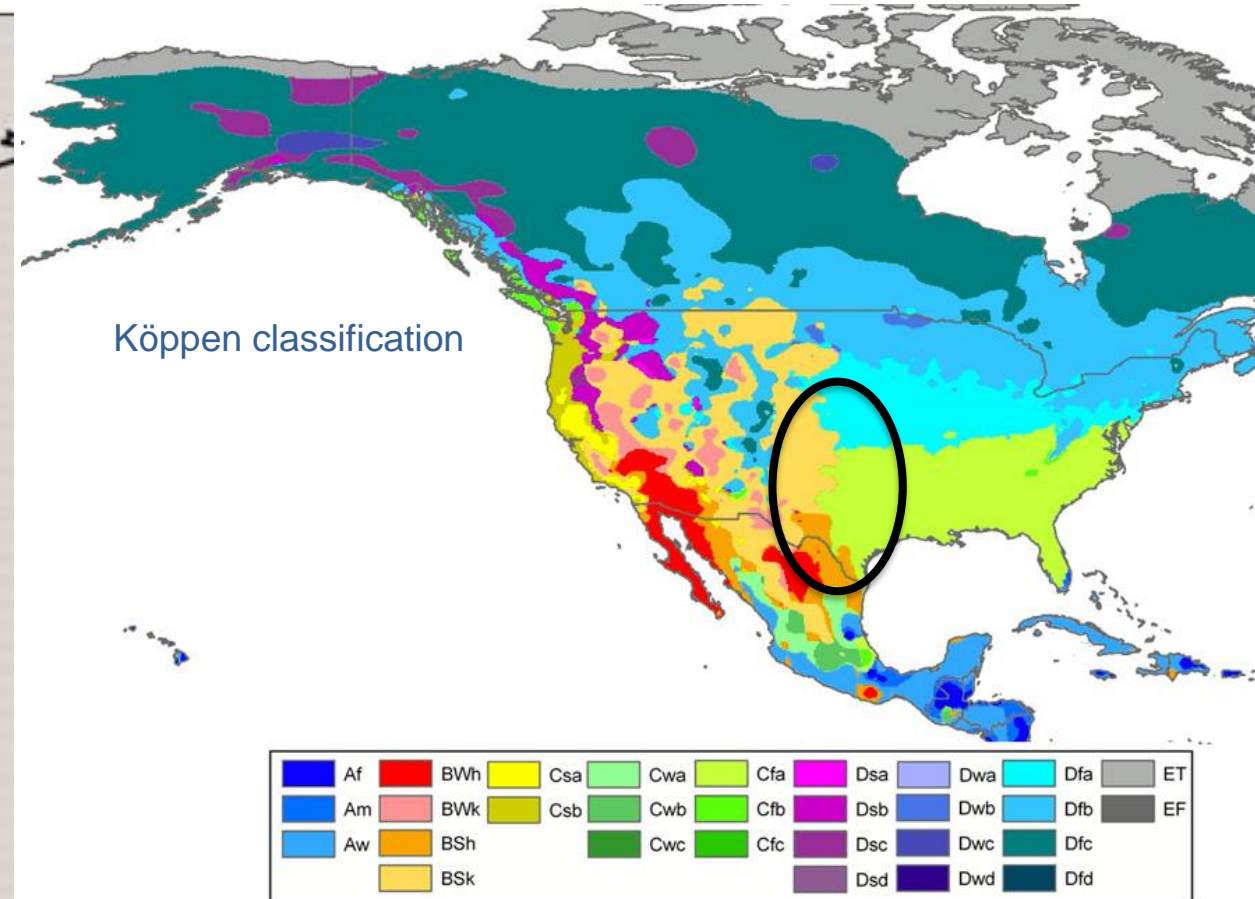 Köppen classification
Af BWh Csa Cwa Cfa Dsa Dwa Dfa ET
Am BWk Csb Cwb Cfb Dsb Dwb Dfb EF
Aw BSh Cwc Cfc Dsc Dwc Dfc
BSk Dsd Dwd Dfd